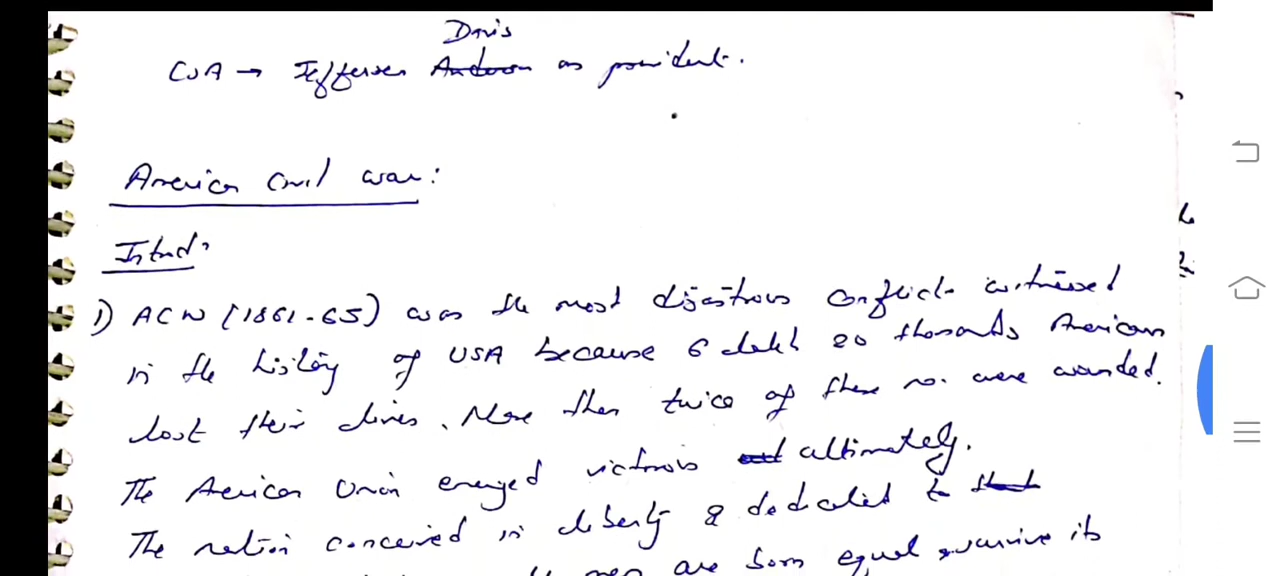 Davis
CSA → Jefferson Anderson as president.
America Civil war:
Introd:
1) ACW (1861-65) was the most disastrous conflict witnessed
in the history of USA because 6 lakh 20 thousands American
lost their lives. More than twice of these no. were wounded.
The American Union emerged victorious ultimately.
The nation conceived in liberty & dedicated to that
men are born equal survive its